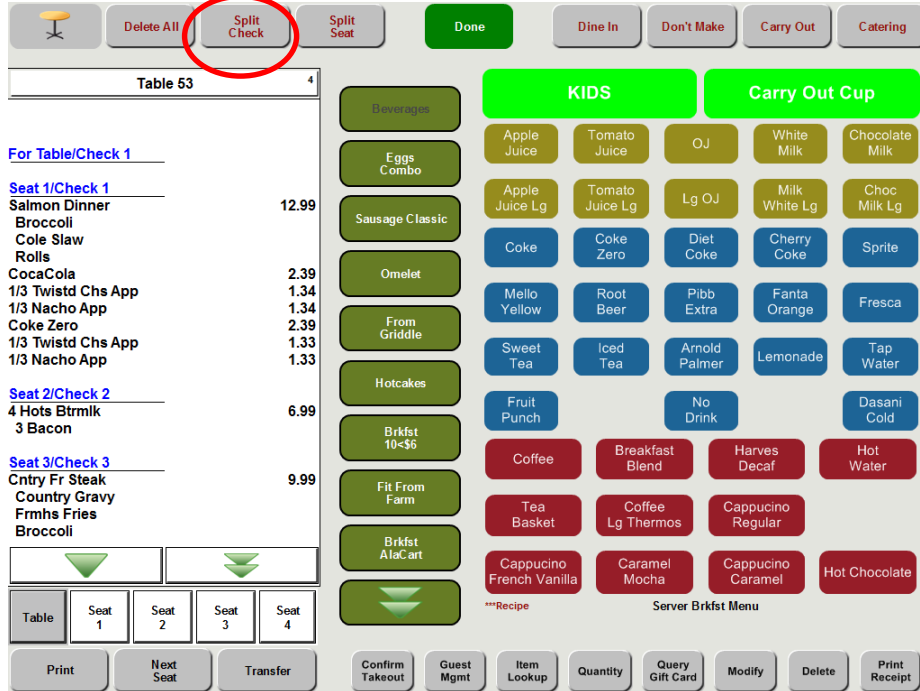 Delete All
Split
Check
Split
Seat
Done
Dine In
Don't Make
Carry Out
Catering
Table 53
4
For Table/Check 1
Seat 1/Check 1
Salmon Dinner 12.99
Broccoli
Cole Slaw
Rolls
CocaCola 2.39
1/3 Twistd Chs App 1.34
1/3 Nacho App 1.34
Coke Zero 2.39
1/3 Twistd Chs App 1.33
1/3 Nacho App 1.33
Seat 2/Check 2
4 Hots Btrmlk 6.99
3 Bacon
Seat 3/Check 3
Cntry Fr Steak 9.99
Country Gravy
Frmhs Fries
Broccoli
Table
Seat
1
Seat
2
Seat
3
Seat
4
Beverages
Eggs
Combo
Sausage Classic
Omelet
From
Griddle
Hotcakes
Brkfst
10<$6
Fit From
Farm
Brkfst
AlaCart
KIDS
Carry Out Cup
Apple
Juice
Tomato
Juice
OJ
White
Milk
Chocolate
Milk
Apple
Juice Lg
Tomato
Juice Lg
Lg OJ
Milk
White Lg
Choc
Milk Lg
Coke
Coke
Zero
Diet
Coke
Cherry
Coke
Sprite
Mello
Yellow
Root
Beer
Pibb
Extra
Fanta
Orange
Fresca
Sweet
Tea
Iced
Tea
Arnold
Palmer
Lemonade
Tap
Water
Fruit
Punch
No
Drink
Dasani
Cold
Coffee
Breakfast
Blend
Harves
Decaf
Hot
Water
Tea
Basket
Coffee
Lg Thermos
Cappucino
Regular
Cappucino
French Vanilla
Caramel
Mocha
Cappucino
Caramel
Hot Chocolate
***Recipe
Server Brkfst Menu
Print
Next
Seat
Transfer
Confirm
Takeout
Guest
Mgmt
Item
Lookup
Quantity
Query
Gift Card
Modify
Delete
Print
Receipt